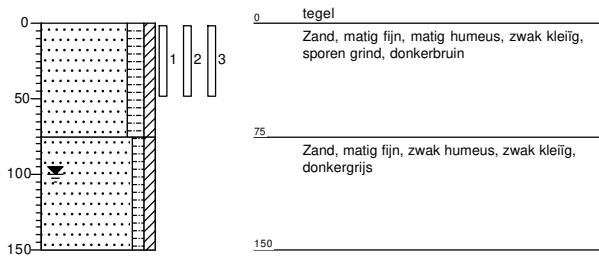 0
50
100
150
1 2 3
0 tegel
Zand, matig fijn, matig humeus, zwak kleiïg,
sporen grind, donkerbruin
75
Zand, matig fijn, zwak humeus, zwak kleiïg,
donkergrijs
150